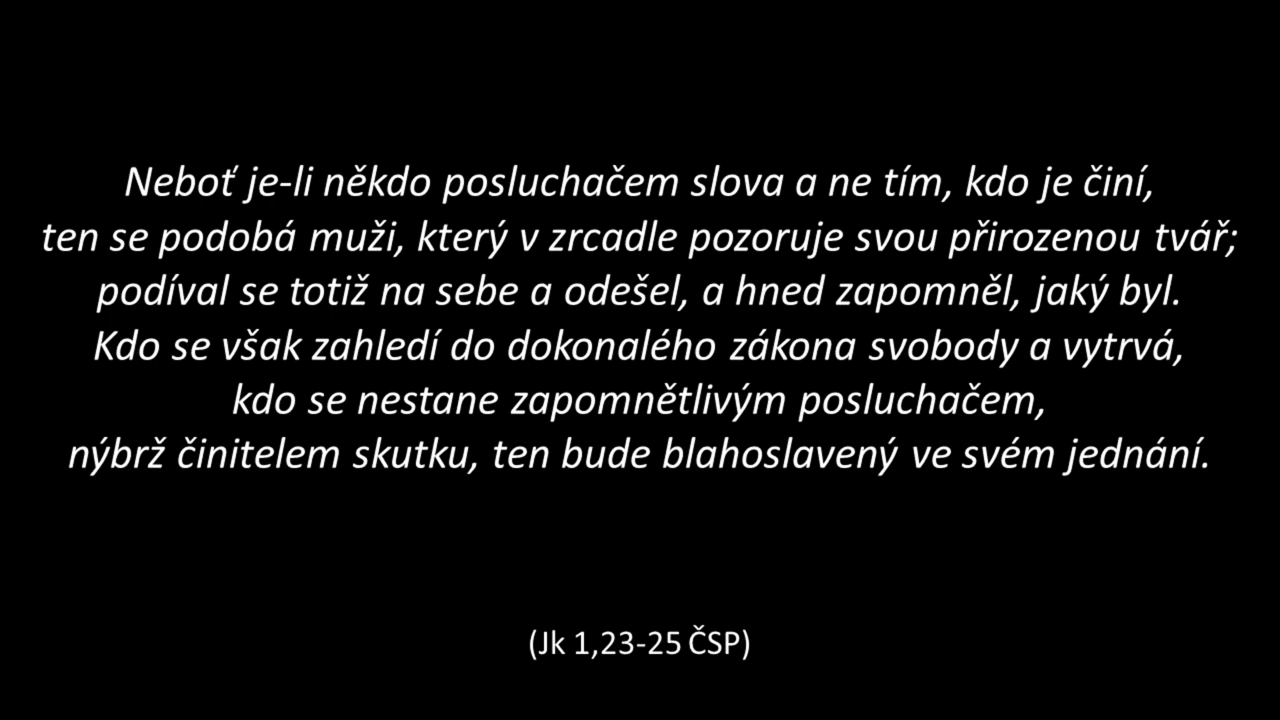 Neboť je-li někdo posluchačem slova a ne tím, kdo je činí,
ten se podobá muži, který v zrcadle pozoruje svou přirozenou tvář;
podíval se totiž na sebe a odešel, a hned zapomněl, jaký byl.
Kdo se však zahledí do dokonalého zákona svobody a vytrvá,
kdo se nestane zapomnětlivým posluchačem,
nýbrž činitelem skutku, ten bude blahoslavený ve svém jednání.
(Jk 1,23-25 ČSP)